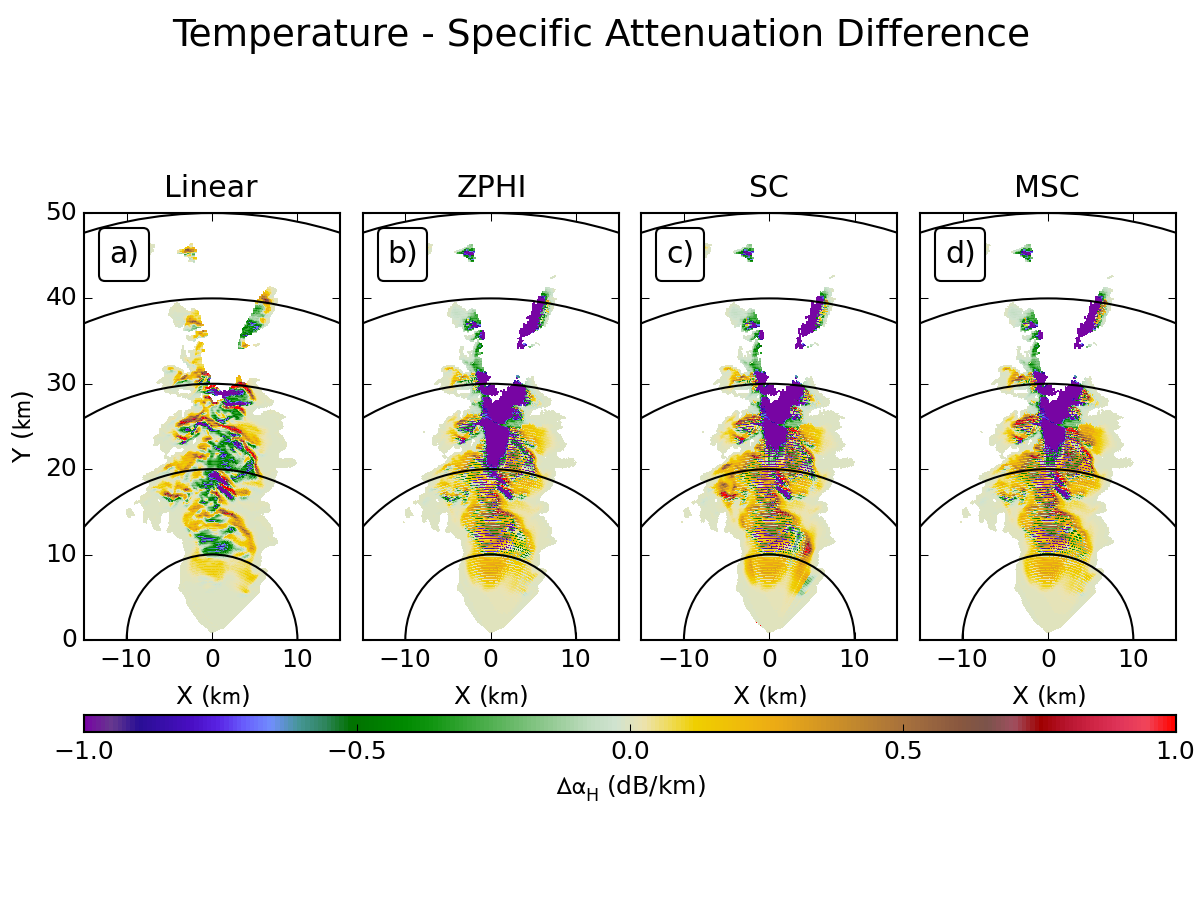 Temperature - Specific Attenuation Difference
Linear ZPHI SC MSC
a) b) c) d)
50
40
30
20
10
0
Y (km)
−10 0 10 −10 0 10 −10 0 10 −10 0 10
X (km) X (km) X (km) X (km)
−1.0 −0.5 0.0 0.5 1.0
Δα_H (dB/km)